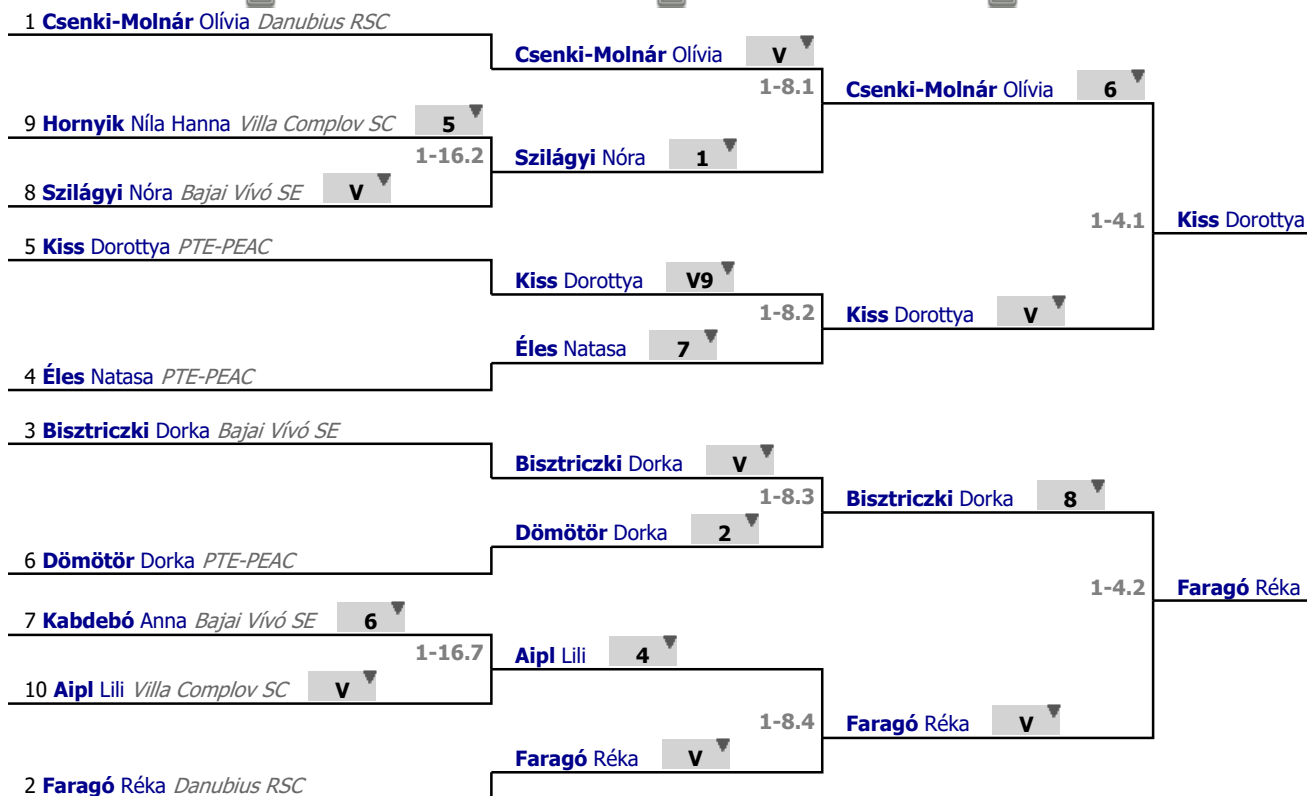 1 Csenki-Molnár Olívia Danubius RSC
9 Hornyik Níla Hanna Villa Complov SC 5
1-16.2
8 Szilágyi Nóra Bajai Vívó SE V
5 Kiss Dorottya PTE-PEAC
4 Éles Natasa PTE-PEAC
3 Bisztriczki Dorka Bajai Vívó SE
6 Dömötör Dorka PTE-PEAC
7 Kabdebó Anna Bajai Vívó SE 6
1-16.7
10 Aipl Lili Villa Complov SC V
2 Faragó Réka Danubius RSC
Csenki-Molnár Olívia V
1-8.1
Szilágyi Nóra 1
Kiss Dorottya V9
1-8.2
Éles Natasa 7
Bisztriczki Dorka V
1-8.3
Dömötör Dorka 2
Aipl Lili 4
1-8.4
Faragó Réka V
Csenki-Molnár Olívia 6
1-4.1
Kiss Dorottya V
Bisztriczki Dorka 8
1-4.2
Faragó Réka V
Kiss Dorottya
Faragó Réka